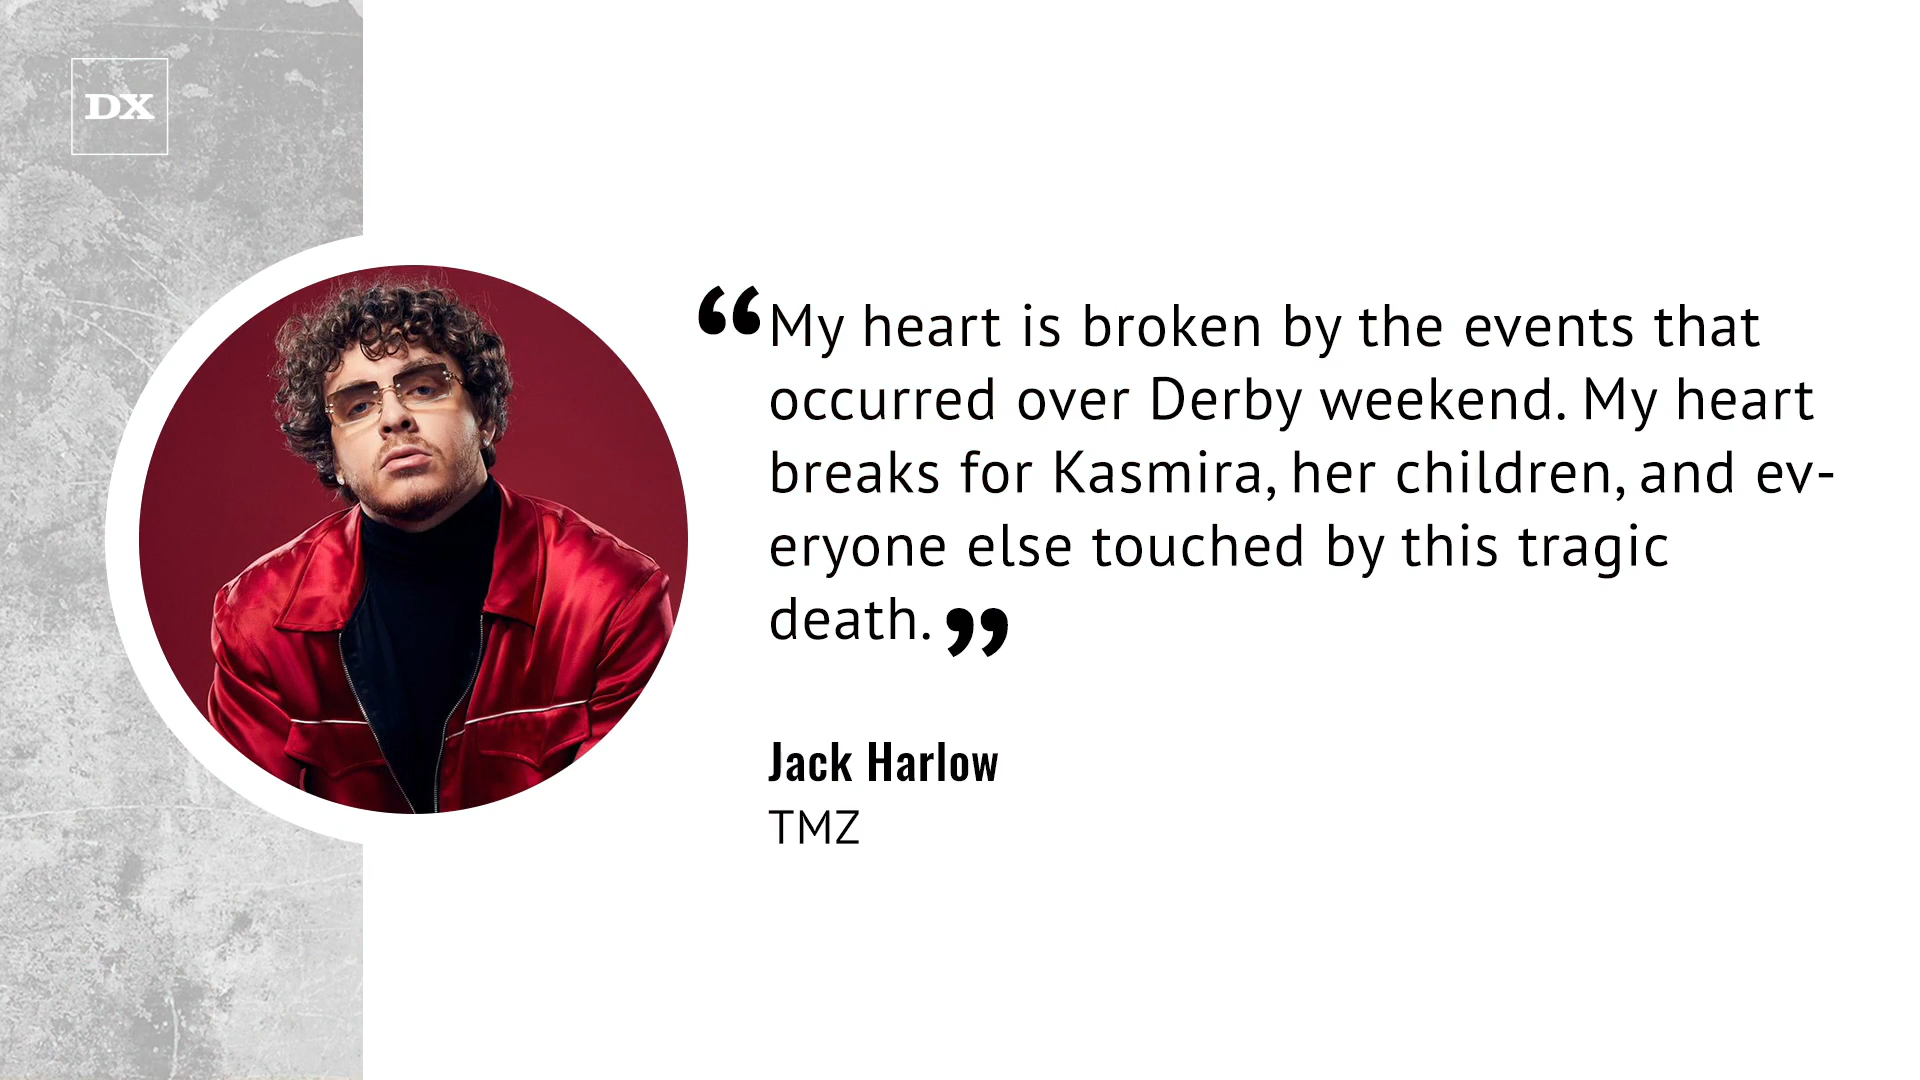 DX
“My heart is broken by the events that
occurred over Derby weekend. My heart
breaks for Kasmira, her children, and ev-
eryone else touched by this tragic
death.”
Jack Harlow
TMZ